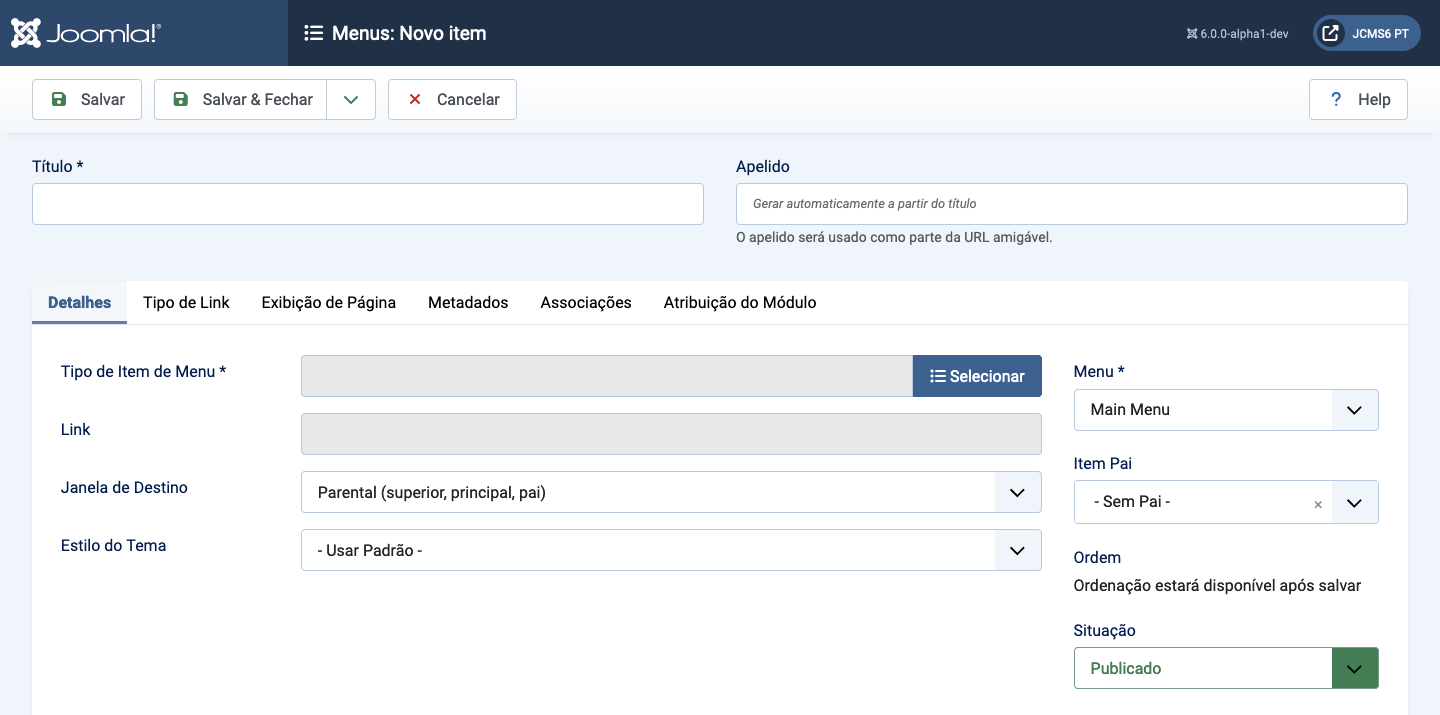 Joomla!®
Menus: Novo item
6.0.0-alpha1-dev
JCMS6 PT
Salvar
Salvar & Fechar
Cancelar
? Help
Título *
Apelido
Gerar automaticamente a partir do título
O apelido será usado como parte da URL amigável.
Detalhes Tipo de Link Exibição de Página Metadados Associações Atribuição do Módulo
Tipo de Item de Menu *
Selecionar
Link
Janela de Destino
Parental (superior, principal, pai)
Estilo do Tema
- Usar Padrão -
Menu *
Main Menu
Item Pai
- Sem Pai - ×
Ordem
Ordenação estará disponível após salvar
Situação
Publicado